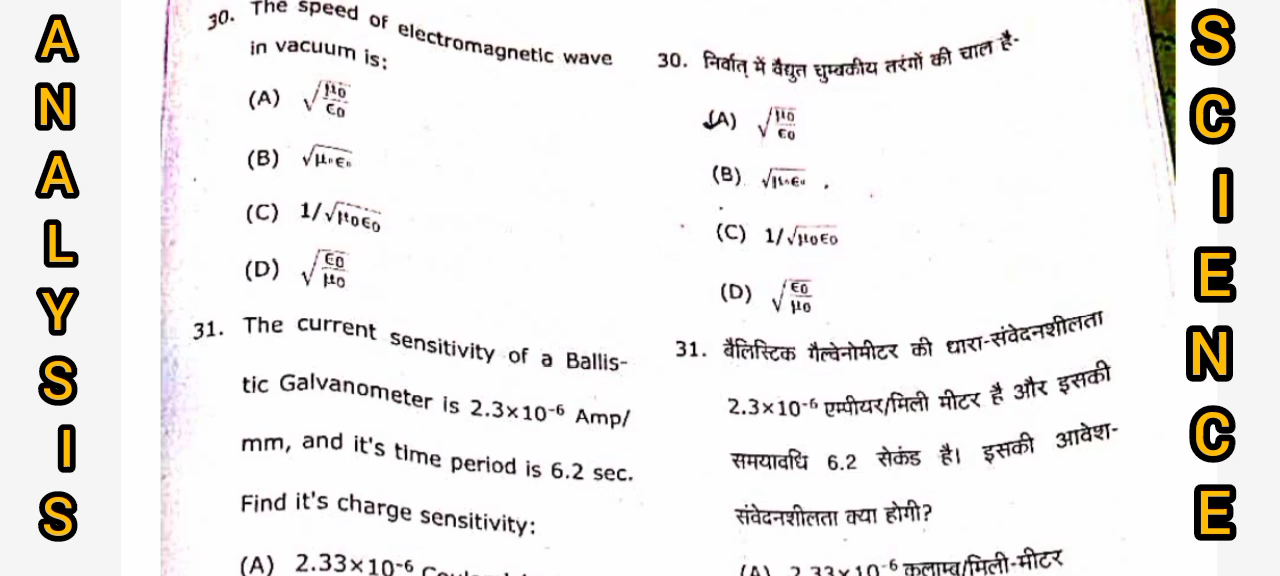 ANALYSIS
30. The speed of electromagnetic wave
in vacuum is:
(A) √μ0/ϵ0
(B) √μ₀ϵ₀
(C) 1/√μ0ϵ0
(D) √ϵ0/μ0
31. The current sensitivity of a Ballis-
tic Galvanometer is 2.3×10⁻⁶ Amp/
mm, and it's time period is 6.2 sec.
Find it's charge sensitivity:
(A) 2.33×10⁻⁶
30. निर्वात् में वैद्युत चुम्बकीय तरंगों की चाल है-
(A) √μ0/ϵ0
(B) √μ₀ϵ₀
(C) 1/√μ0ϵ0
(D) √ϵ0/μ0
31. बैलिस्टिक गैल्वेनोमीटर की धारा-संवेदनशीलता
2.3×10⁻⁶ एम्पीयर/मिली मीटर है और इसकी
समयावधि 6.2 सेकंड है। इसकी आवेश-
संवेदनशीलता क्या होगी?
(A) 2.33×10⁻⁶ कूलाम्ब/मिली-मीटर
SCIENCE